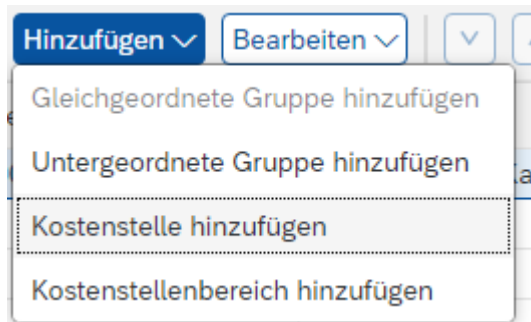 Hinzufügen Bearbeiten
Gleichgeordnete Gruppe hinzufügen
Untergeordnete Gruppe hinzufügen
Kostenstelle hinzufügen
Kostenstellenbereich hinzufügen